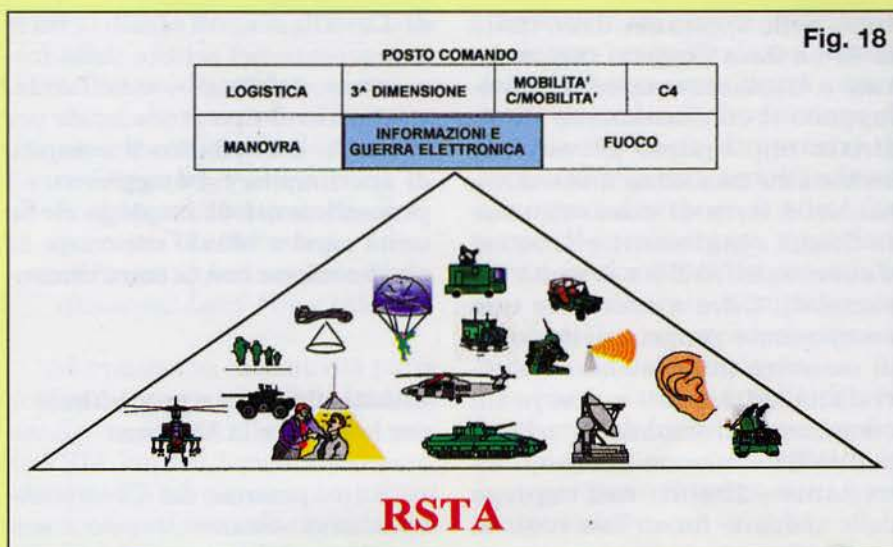 Fig. 18
POSTO COMANDO
LOGISTICA 3ª DIMENSIONE MOBILITA' C/MOBILITA' C4
MANOVRA INFORMAZIONI E GUERRA ELETTRONICA FUOCO
RSTA